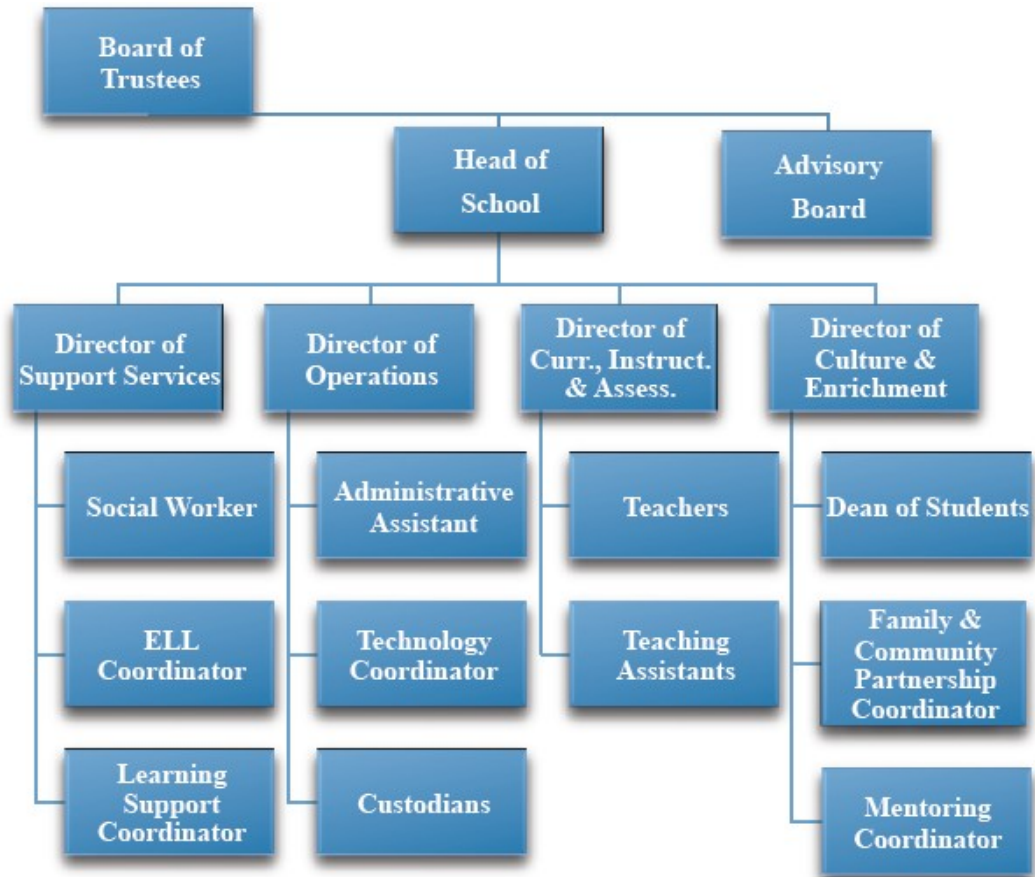 Board of
Trustees
Head of
School
Advisory
Board
Director of
Support Services
Director of
Operations
Director of
Curr., Instruct.
& Assess.
Director of
Culture &
Enrichment
Social Worker
Administrative
Assistant
Teachers
Dean of Students
ELL
Coordinator
Technology
Coordinator
Teaching
Assistants
Family &
Community
Partnership
Coordinator
Learning
Support
Coordinator
Custodians
Mentoring
Coordinator